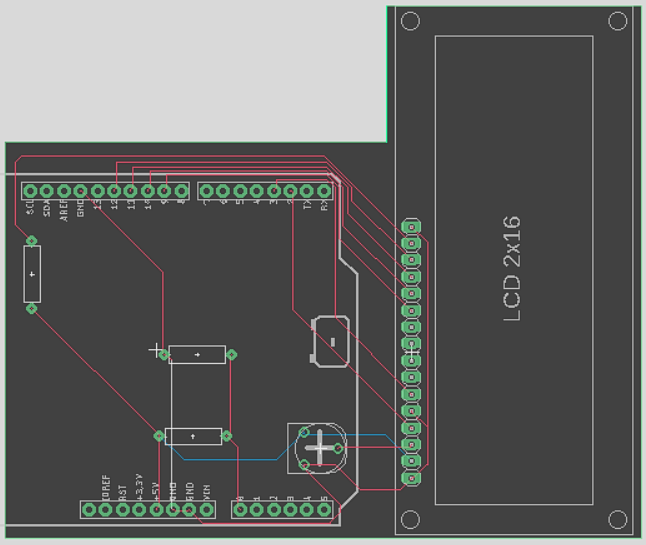 SCL
SDA
AREF
GND
13
12
11
10
9
8
7
6
5
4
3
2
TX
RX
LCD 2x16
IOREF
RST
+3.3V
+5V
GND
GND
VIN
1
2
3
4
5